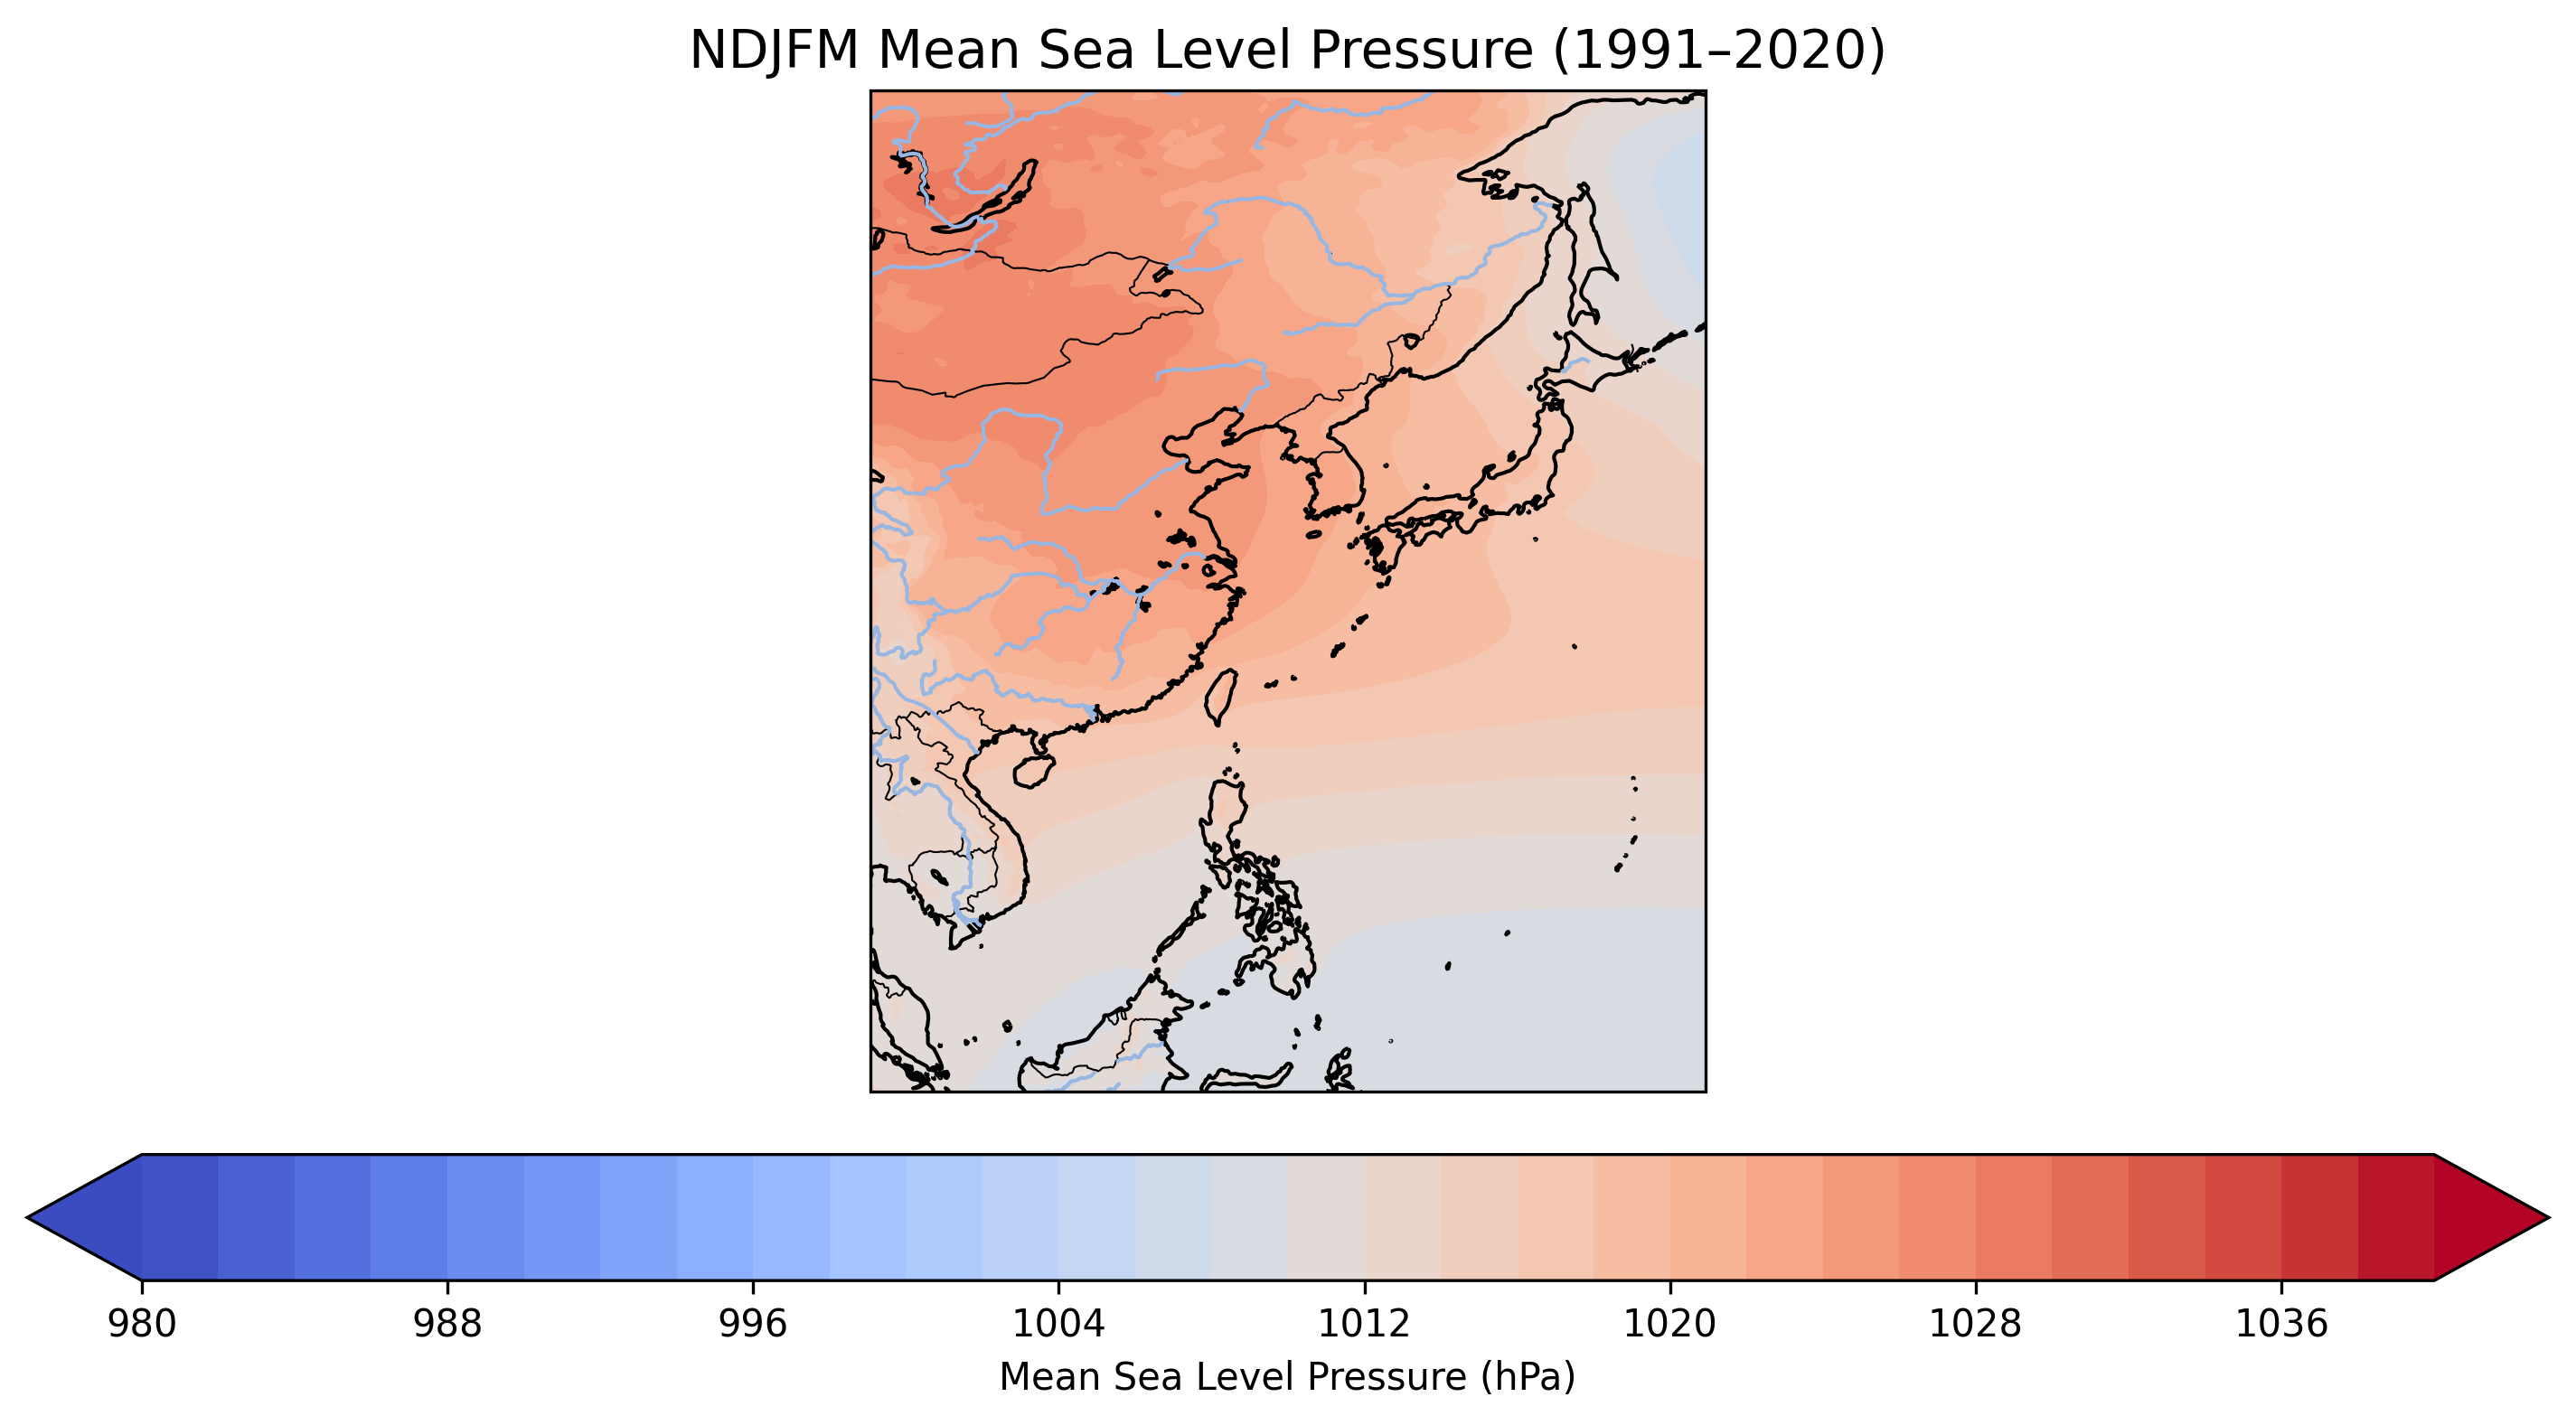 NDJFM Mean Sea Level Pressure (1991–2020)
980 988 996 1004 1012 1020 1028 1036
Mean Sea Level Pressure (hPa)